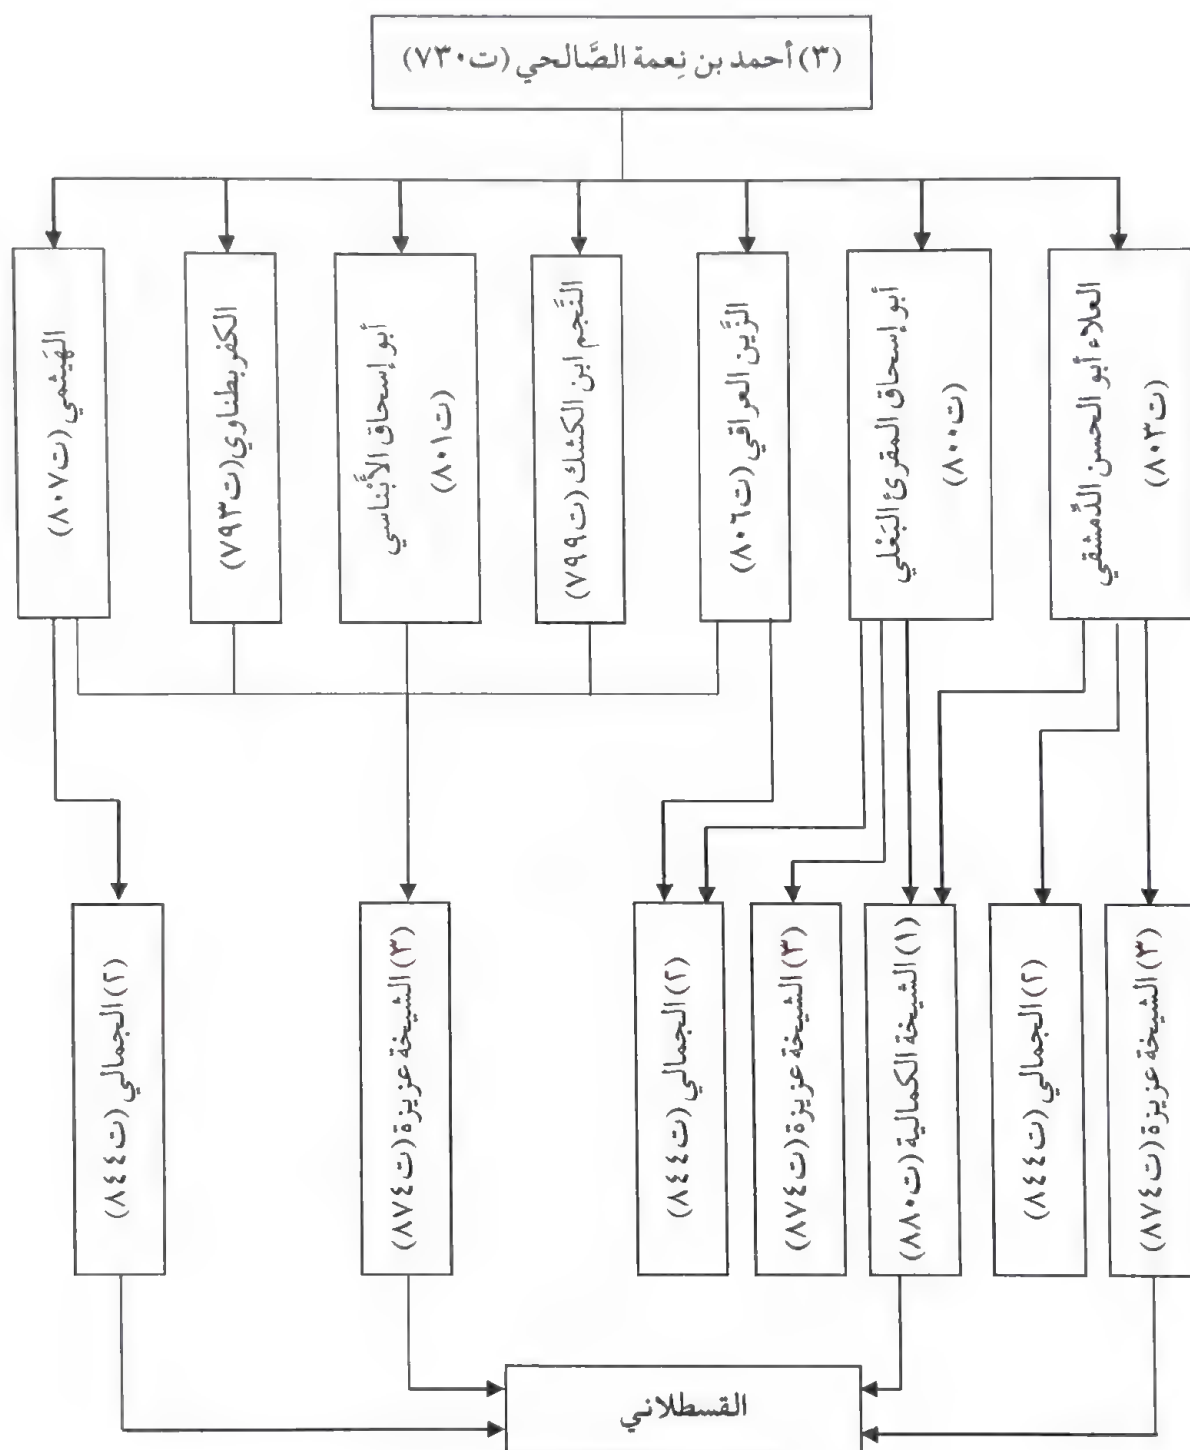 (٣) أحمد بن نِعمة الصَّالحي (ت٧٣٠)
العلاء أبو الحسن الدِّمشقي
(ت٨٠٣)
أبو إسحاق المقرئ البَعْلي
(ت٨٠٠)
الزَّين العراقي (ت٨٠٦)
النَّجم ابن الكشك (ت٧٩٩)
أبو إسحاق الأَبْناسي
(ت٨٠١)
الكفربطناوي (ت٧٩٣)
الهَيثمي (ت٨٠٧)
(٣) الشيخة عزيزة (ت٨٧٤)
(٢) الجمالي (ت٨٤٤)
(١) الشيخة الكمالية (ت٨٨٠)
(٣) الشيخة عزيزة (ت٨٧٤)
(٢) الجمالي (ت٨٤٤)
(٣) الشيخة عزيزة (ت٨٧٤)
(٢) الجمالي (ت٨٤٤)
القسطلاني